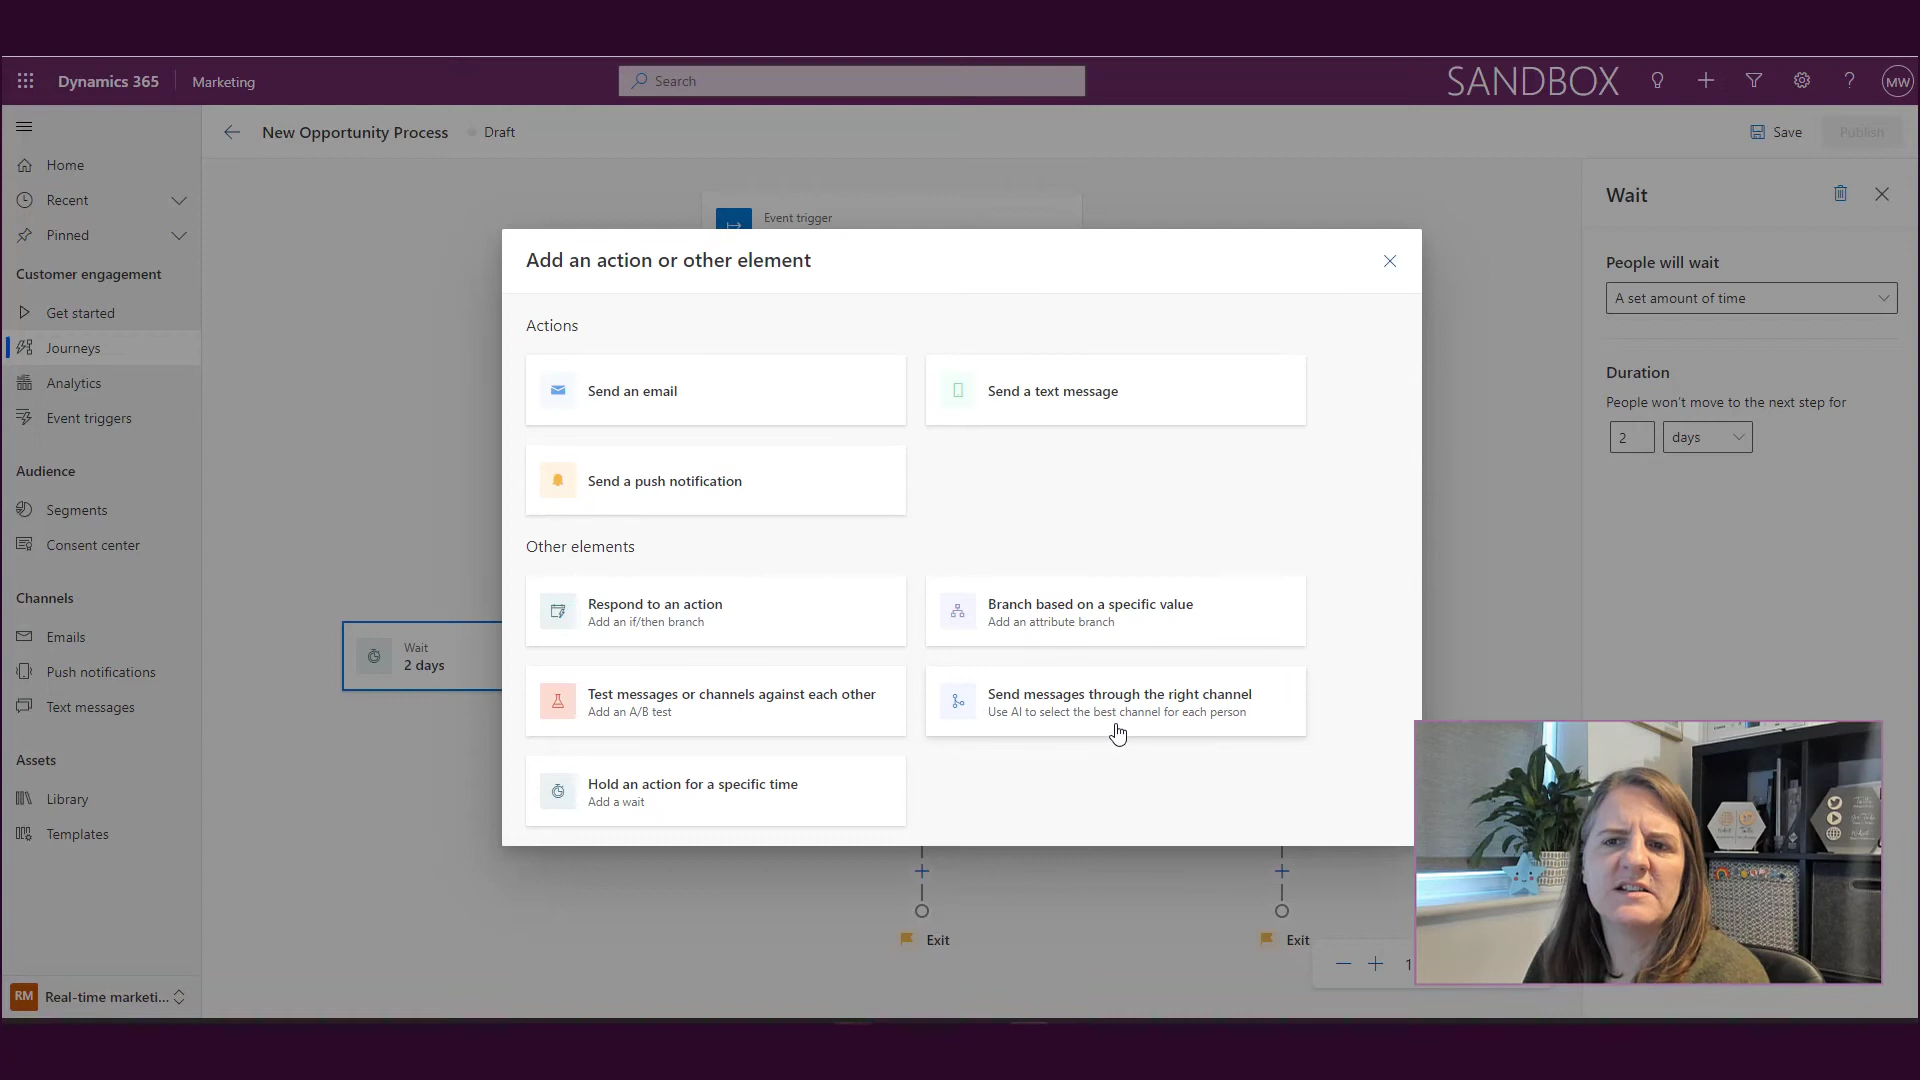 Dynamics 365
Marketing
Search
SANDBOX
MW
New Opportunity Process
Draft
Save
Publish
Home
Recent
Pinned
Customer engagement
Get started
Journeys
Analytics
Event triggers
Audience
Segments
Consent center
Channels
Emails
Push notifications
Text messages
Assets
Library
Templates
RM
Real-time marketi...
Event trigger
Wait
2 days
Add an action or other element
Actions
Send an email
Send a text message
Send a push notification
Other elements
Respond to an action
Add an if/then branch
Branch based on a specific value
Add an attribute branch
Test messages or channels against each other
Add an A/B test
Send messages through the right channel
Use AI to select the best channel for each person
Hold an action for a specific time
Add a wait
Exit
Exit
1
Wait
People will wait
A set amount of time
Duration
People won't move to the next step for
2
days